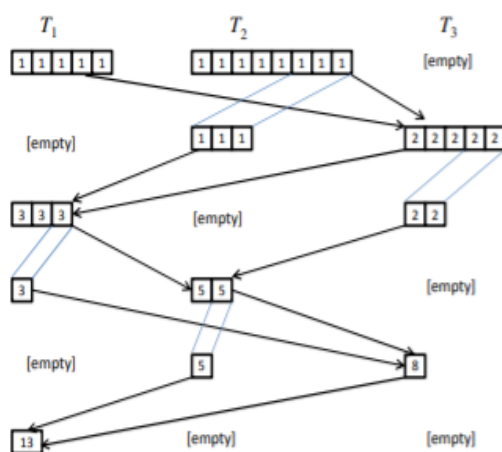 T1 T2 T3
1 1 1 1 1 1 1 1 1 1 1 1 1 [empty]
[empty] 1 1 1 2 2 2 2 2
3 3 3 [empty] 2 2
3 5 5 [empty]
[empty] 5 8
13 [empty] [empty]